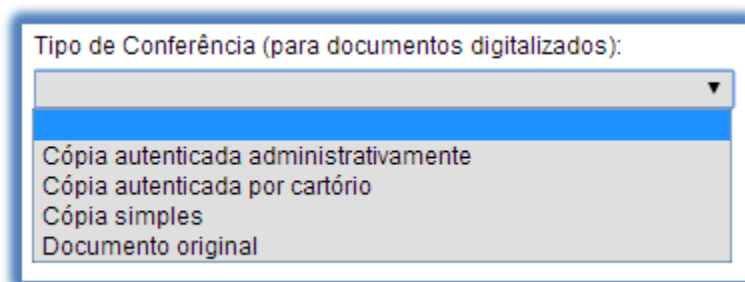 Tipo de Conferência (para documentos digitalizados):
Cópia autenticada administrativamente
Cópia autenticada por cartório
Cópia simples
Documento original